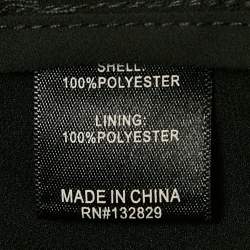 SHELL:
100%POLYESTER
LINING:
100%POLYESTER
MADE IN CHINA
RN#132829